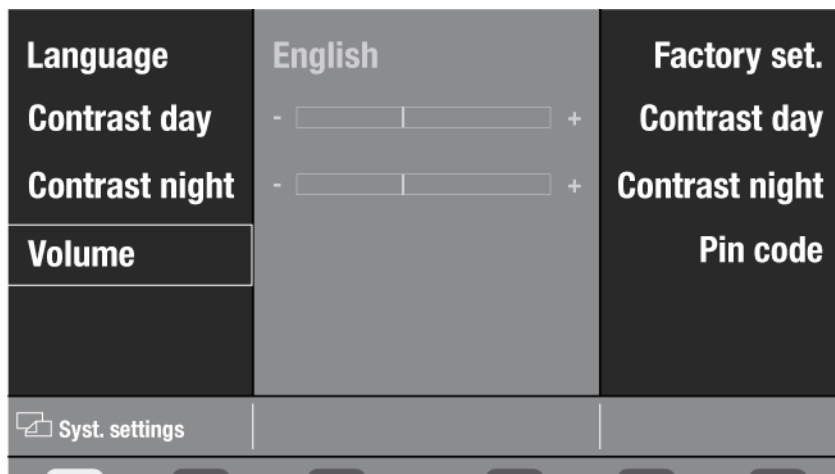 Language English Factory set.
Contrast day - + Contrast day
Contrast night - + Contrast night
Volume Pin code
Syst. settings